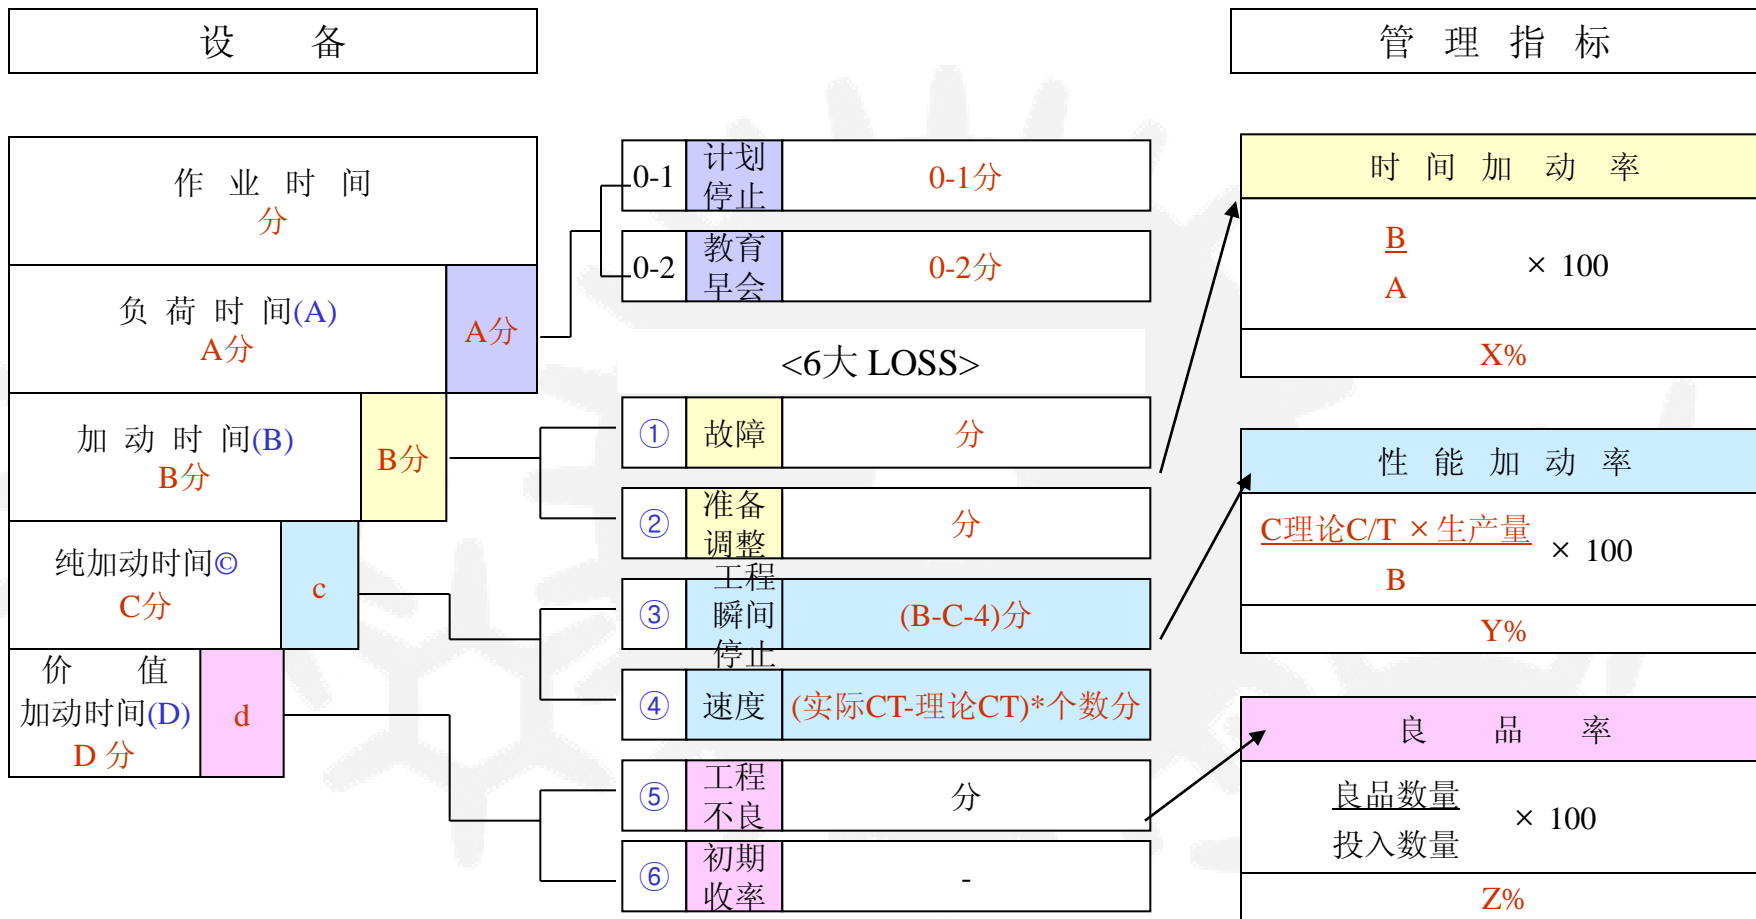 设 备
管 理 指 标
作 业 时 间
分
负 荷 时 间(A)
A分
A分
加 动 时 间(B)
B分
B分
纯加动时间©
C分
c
价 值
加动时间(D)
D 分
d
0-1
计划
停止
0-1分
0-2
教育
早会
0-2分
<6大 LOSS>
①
故障
分
②
准备
调整
分
③
工程
瞬间
停止
(B-C-4)分
④
速度
(实际CT-理论CT)*个数分
⑤
工程
不良
分
⑥
初期
收率
-
时 间 加 动 率
B
× 100
A
X%
性 能 加 动 率
C理论C/T × 生产量
× 100
B
Y%
良 品 率
良品数量
× 100
投入数量
Z%